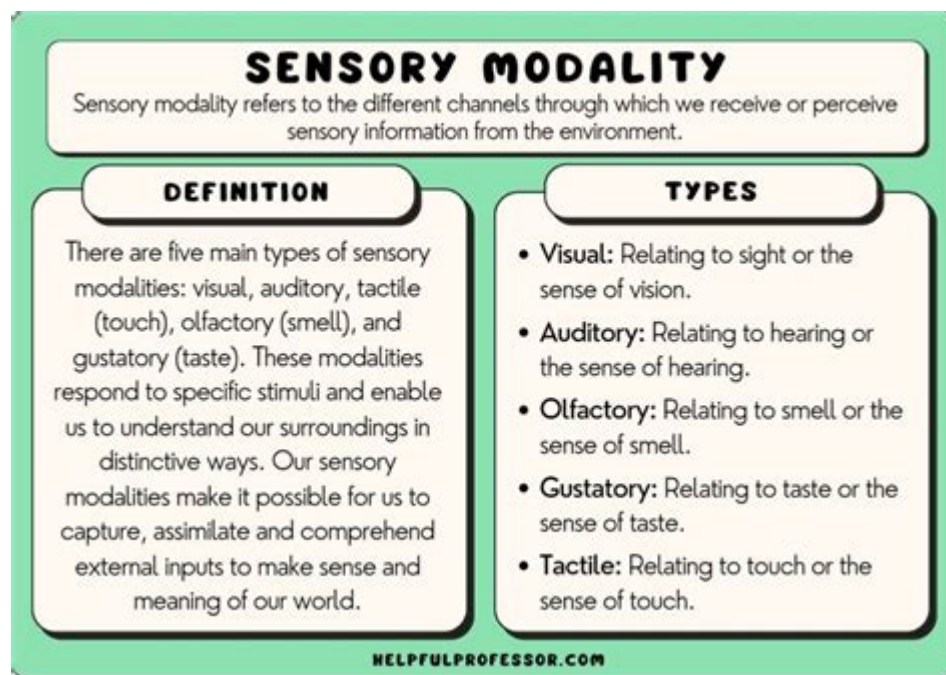 SENSORY MODALITY
Sensory modality refers to the different channels through which we receive or perceive
sensory information from the environment.
DEFINITION
There are five main types of sensory
modalities: visual, auditory, tactile
(touch), olfactory (smell), and
gustatory (taste). These modalities
respond to specific stimuli and enable
us to understand our surroundings in
distinctive ways. Our sensory
modalities make it possible for us to
capture, assimilate and comprehend
external inputs to make sense and
meaning of our world.
TYPES
• Visual: Relating to sight or the
sense of vision.
• Auditory: Relating to hearing or
the sense of hearing.
• Olfactory: Relating to smell or the
sense of smell.
• Gustatory: Relating to taste or the
sense of taste.
• Tactile: Relating to touch or the
sense of touch.
HELPFULPROFESSOR.COM